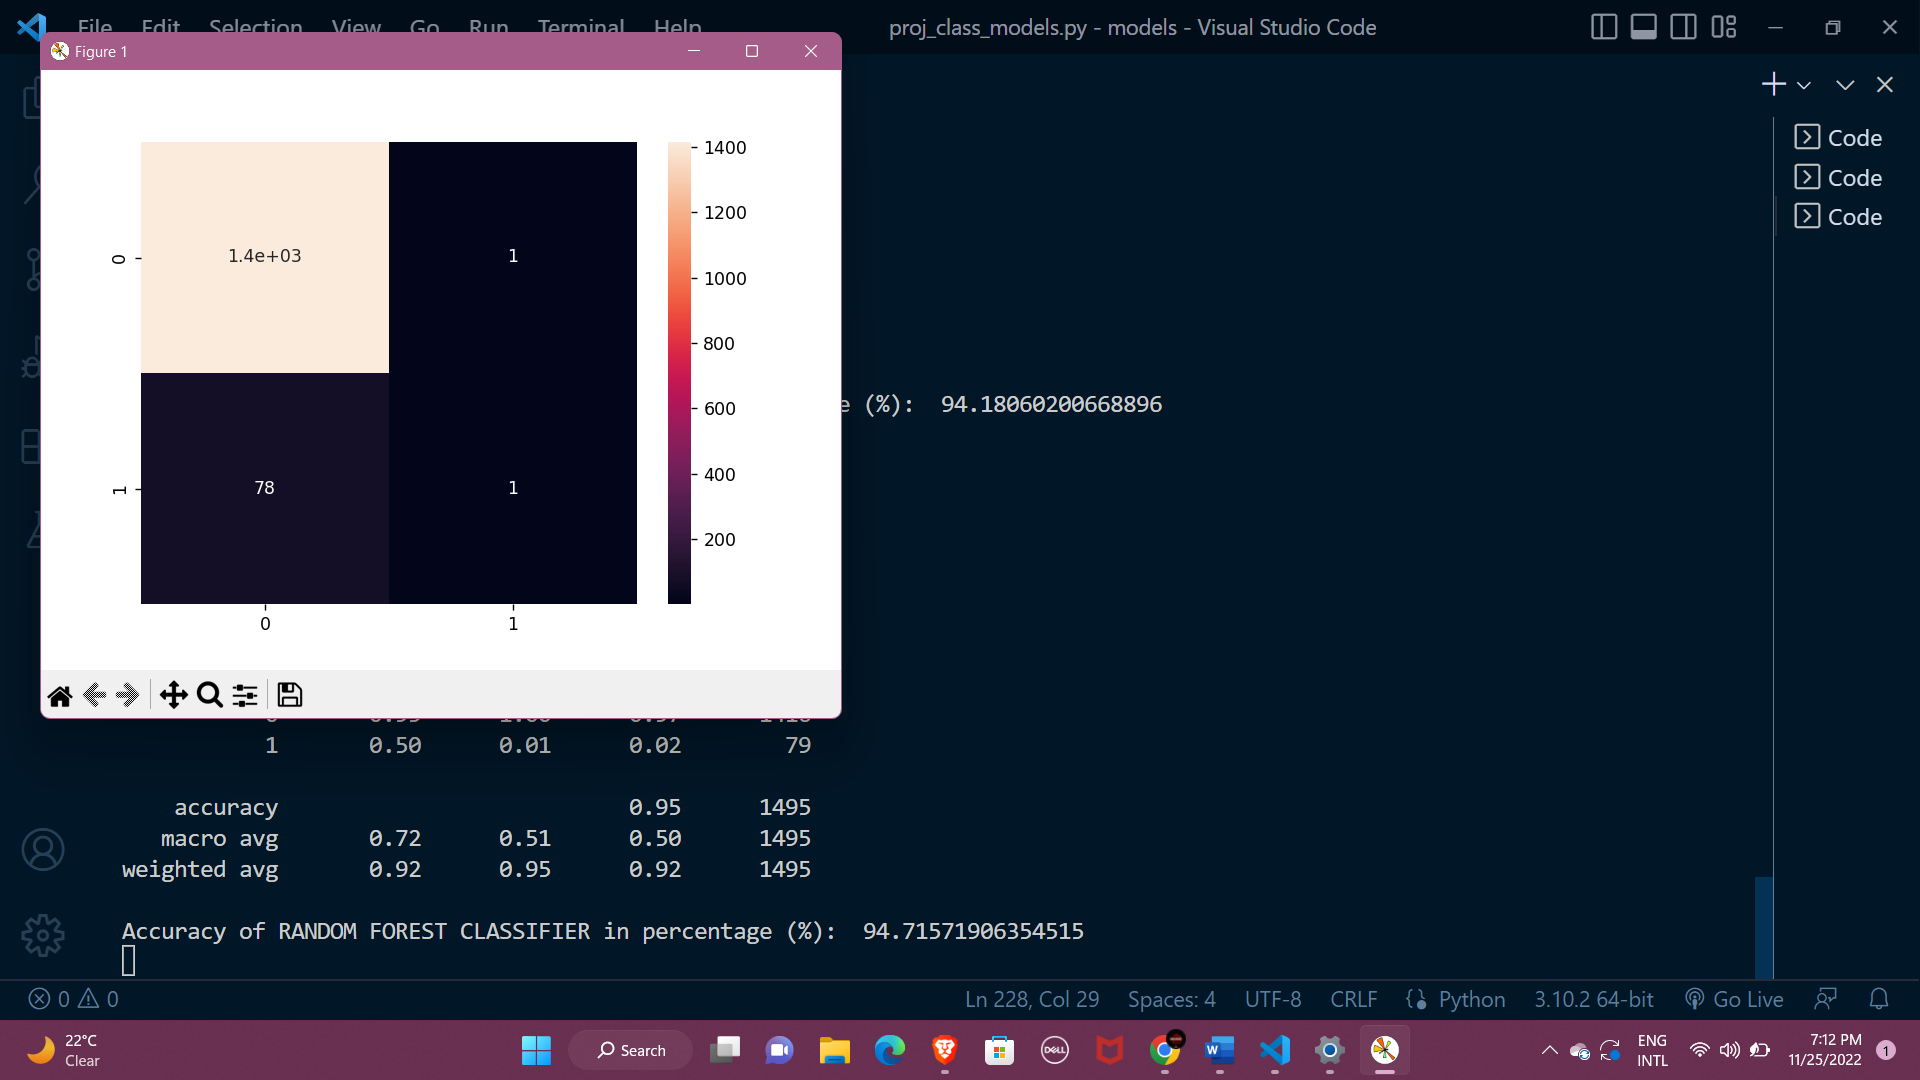 File Edit Selection View Go Run Terminal Help
proj_class_models.py - models - Visual Studio Code
Figure 1
Code
Code
Code
1400
1200
1000
800
600
400
200
0
1.4e+03 1
1
78 1
0 1
e (%): 94.18060200668896
1 0.50 0.01 0.02 79
accuracy 0.95 1495
macro avg 0.72 0.51 0.50 1495
weighted avg 0.92 0.95 0.92 1495
Accuracy of RANDOM FOREST CLASSIFIER in percentage (%): 94.71571906354515
0 0 Ln 228, Col 29 Spaces: 4 UTF-8 CRLF Python 3.10.2 64-bit Go Live
22°C
Clear
Search
DELL
ENG
INTL
7:12 PM
11/25/2022
1